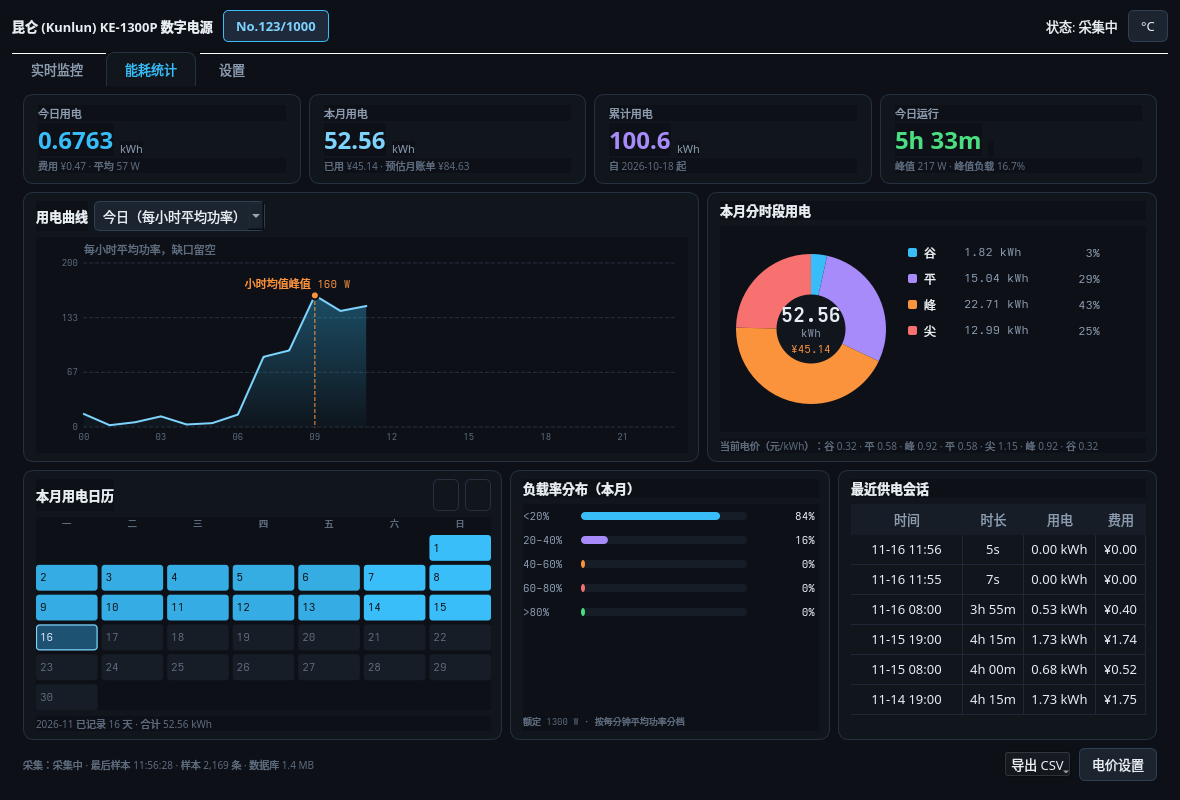 昆仑 (Kunlun) KE-1300P 数字电源 No.123/1000 状态: 采集中 °C
实时监控 能耗统计 设置
今日用电
0.6763 kWh
费用 ¥0.47 · 平均 57 W
本月用电
52.56 kWh
已用 ¥45.14 · 预估月账单 ¥84.63
累计用电
100.6 kWh
自 2026-10-18 起
今日运行
5h 33m
峰值 217 W · 峰值负载 16.7%
用电曲线 今日（每小时平均功率）
每小时平均功率，缺口留空
200
小时均值峰值 160 W
133
67
0
00 03 06 09 12 15 18 21
本月分时段用电
谷 1.82 kWh 3%
平 15.04 kWh 29%
峰 22.71 kWh 43%
尖 12.99 kWh 25%
52.56
kWh
¥45.14
当前电价（元/kWh）：谷 0.32 · 平 0.58 · 峰 0.92 · 平 0.58 · 尖 1.15 · 峰 0.92 · 谷 0.32
本月用电日历
一 二 三 四 五 六 日
1
2 3 4 5 6 7 8
9 10 11 12 13 14 15
16 17 18 19 20 21 22
23 24 25 26 27 28 29
30
2026-11 已记录 16 天 · 合计 52.56 kWh
负载率分布（本月）
<20% 84%
20-40% 16%
40-60% 0%
60-80% 0%
>80% 0%
额定 1300 W · 按每分钟平均功率分档
最近供电会话
时间 时长 用电 费用
11-16 11:56 5s 0.00 kWh ¥0.00
11-16 11:55 7s 0.00 kWh ¥0.00
11-16 08:00 3h 55m 0.53 kWh ¥0.40
11-15 19:00 4h 15m 1.73 kWh ¥1.74
11-15 08:00 4h 00m 0.68 kWh ¥0.52
11-14 19:00 4h 15m 1.73 kWh ¥1.75
采集：采集中 · 最后样本 11:56:28 · 样本 2,169 条 · 数据库 1.4 MB
导出 CSV 电价设置